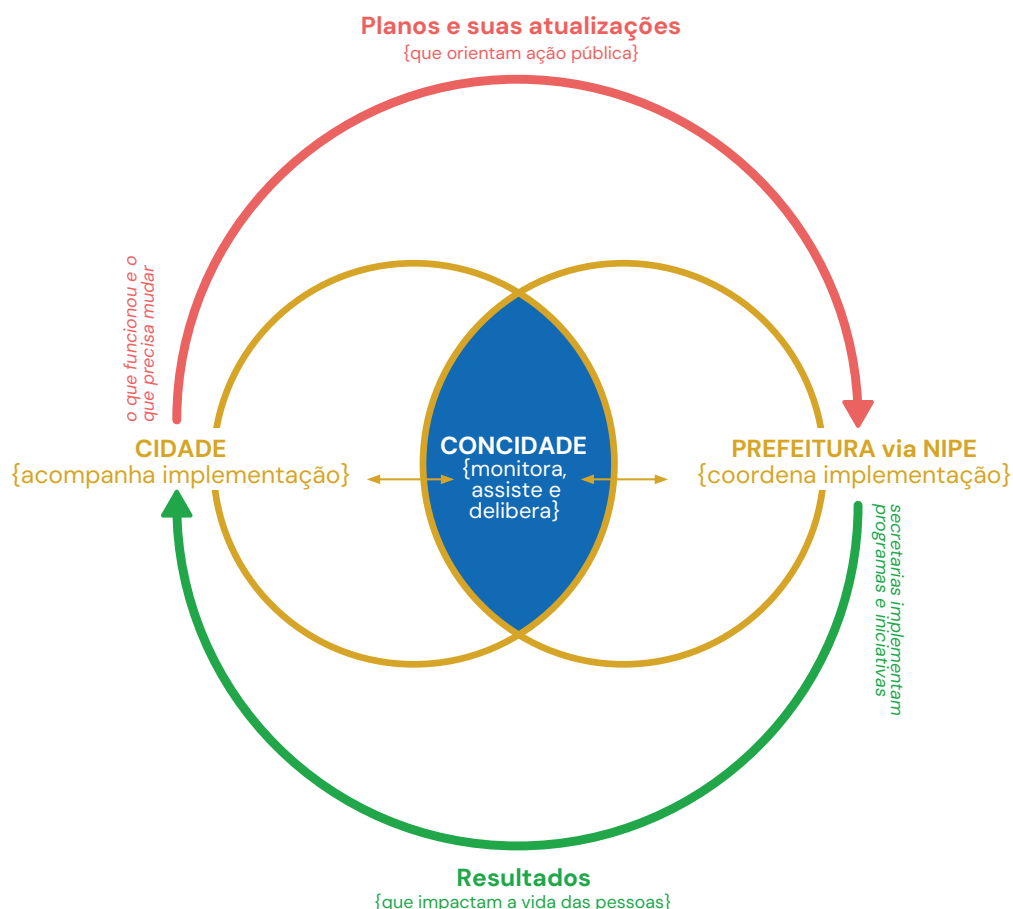 Planos e suas atualizações
{que orientam ação pública}
o que funcionou e o
que precisa mudar
CIDADE
{acompanha implementação}
CONCIDADE
{monitora,
assiste e
delibera}
PREFEITURA via NIPE
{coordena implementação}
secretarias implementam
programas e iniciativas
Resultados
{que impactam a vida das pessoas}